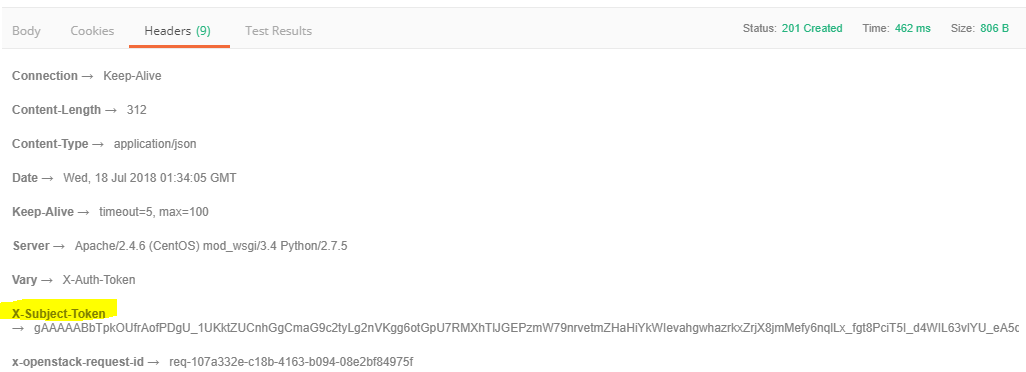 Body Cookies Headers (9) Test Results Status: 201 Created Time: 462 ms Size: 806 B
Connection → Keep-Alive
Content-Length → 312
Content-Type → application/json
Date → Wed, 18 Jul 2018 01:34:05 GMT
Keep-Alive → timeout=5, max=100
Server → Apache/2.4.6 (CentOS) mod_wsgi/3.4 Python/2.7.5
Vary → X-Auth-Token
X-Subject-Token
→ gAAAAABbTpkOUfrAofPDgU_1UKktZUCnhGgCmaG9c2tyLg2nVKgg6otGpU7RMXhTlJGEPzmW79nrvetmZHaHiYkWIevahgwhazrkxZrjX8jmMefy6nqILx_fgt8PciT5I_d4WIL63vIYU_eA5c
x-openstack-request-id → req-107a332e-c18b-4163-b094-08e2bf84975f